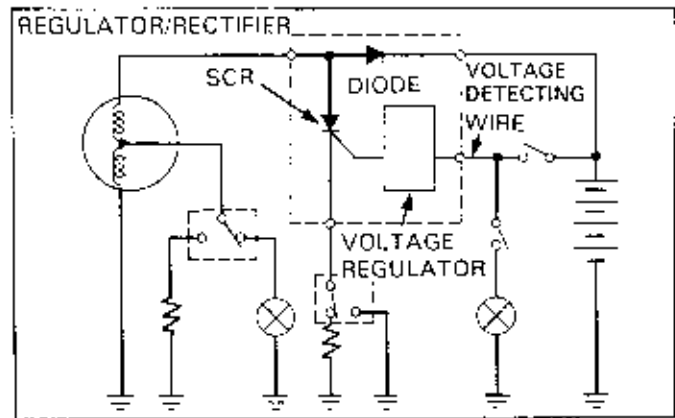 REGULATOR/RECTIFIER
SCR
DIODE
VOLTAGE
DETECTING
WIRE
VOLTAGE
REGULATOR